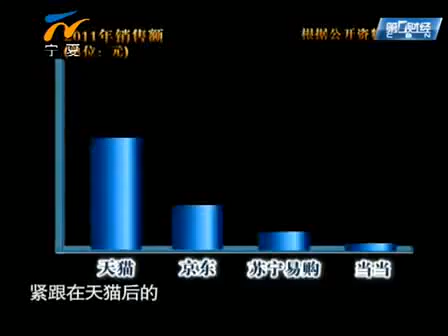 2011年销售额
根据公开资
宁夏
位：元)
第一财经
CBN
天猫
京东
苏宁易购
当当
紧跟在天猫后的